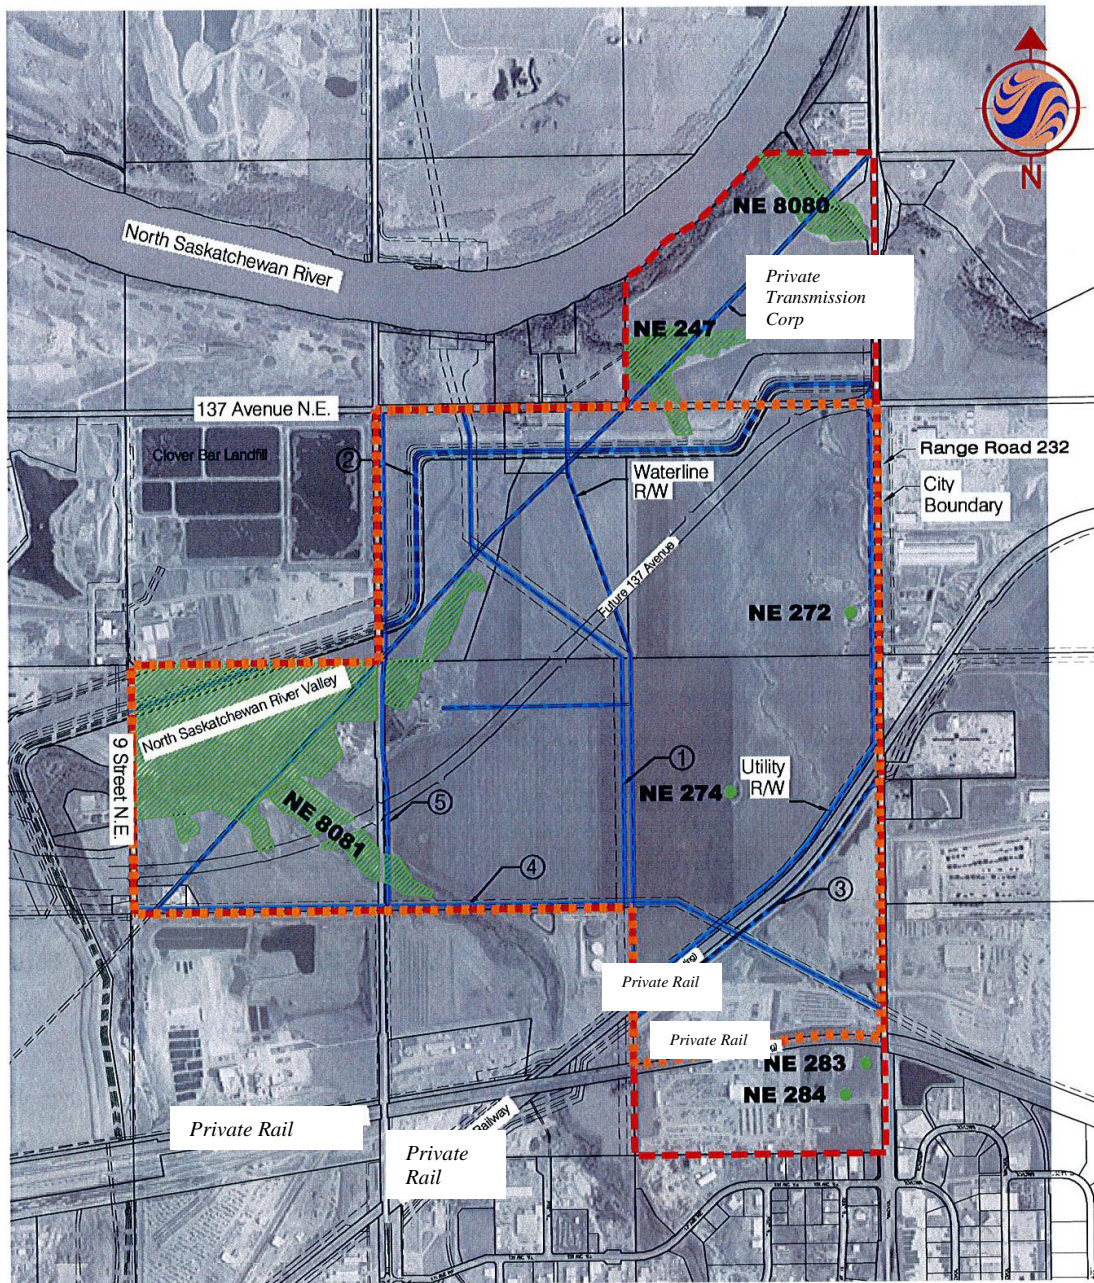 N
NE 8080
North Saskatchewan
River
Private
Transmission
Corp
NE 247
137 Avenue N.E.
Clover Bar Landfill
2
Waterline
R/W
Range Road 232
City
Boundary
Future 137 Avenue
NE 272
North Saskatchewan River Valley
9 Street N.E.
1
Utility
R/W
NE 274
5
NE 8081
4
3
Private Rail
Private Rail
NE 283
NE 284
Private Rail
Railway
Private
Rail